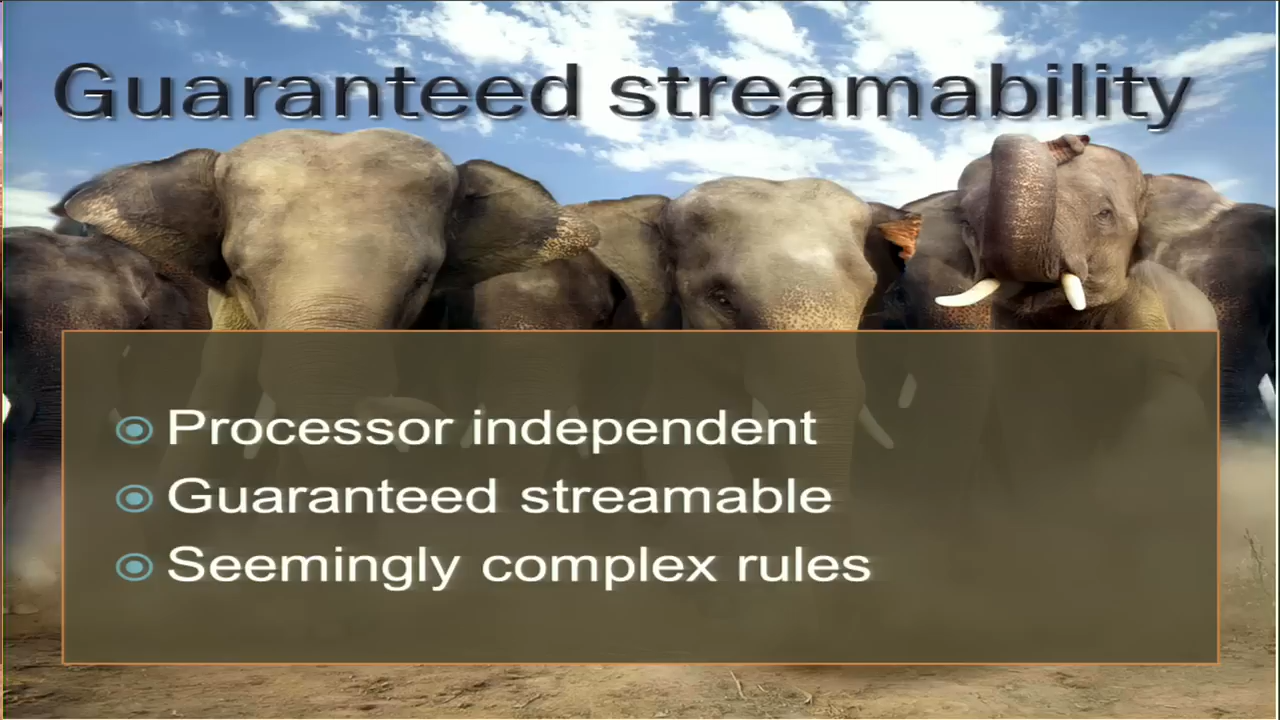 Guaranteed streamability
Processor independent
Guaranteed streamable
Seemingly complex rules